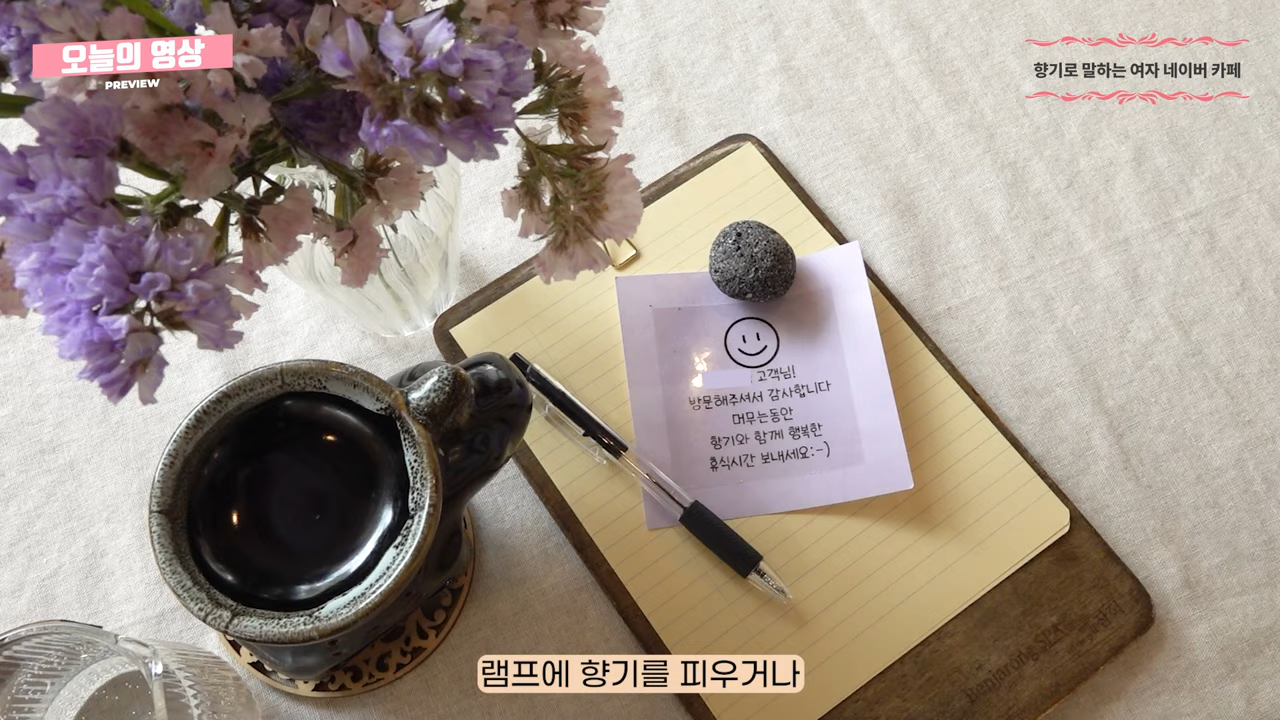 오늘의 영상
PREVIEW
향기로 말하는 여자 네이버 카페
고객님!
방문해주셔서 감사합니다
머무는동안
향기와 함께 행복한
휴식시간 보내세요:-)
램프에 향기를 피우거나